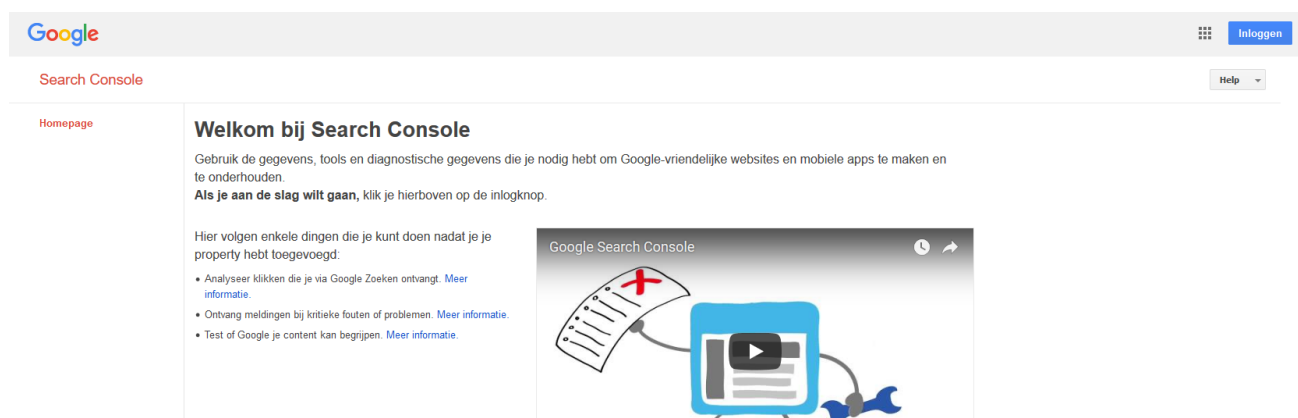 Google
Inloggen
Search Console
Help
Homepage
Welkom bij Search Console
Gebruik de gegevens, tools en diagnostische gegevens die je nodig hebt om Google-vriendelijke websites en mobiele apps te maken en
te onderhouden.
Als je aan de slag wilt gaan, klik je hierboven op de inlogknop.
Hier volgen enkele dingen die je kunt doen nadat je je
property hebt toegevoegd:
• Analyseer klikken die je via Google Zoeken ontvangt. Meer
informatie.
• Ontvang meldingen bij kritieke fouten of problemen. Meer informatie.
• Test of Google je content kan begrijpen. Meer informatie.
Google Search Console